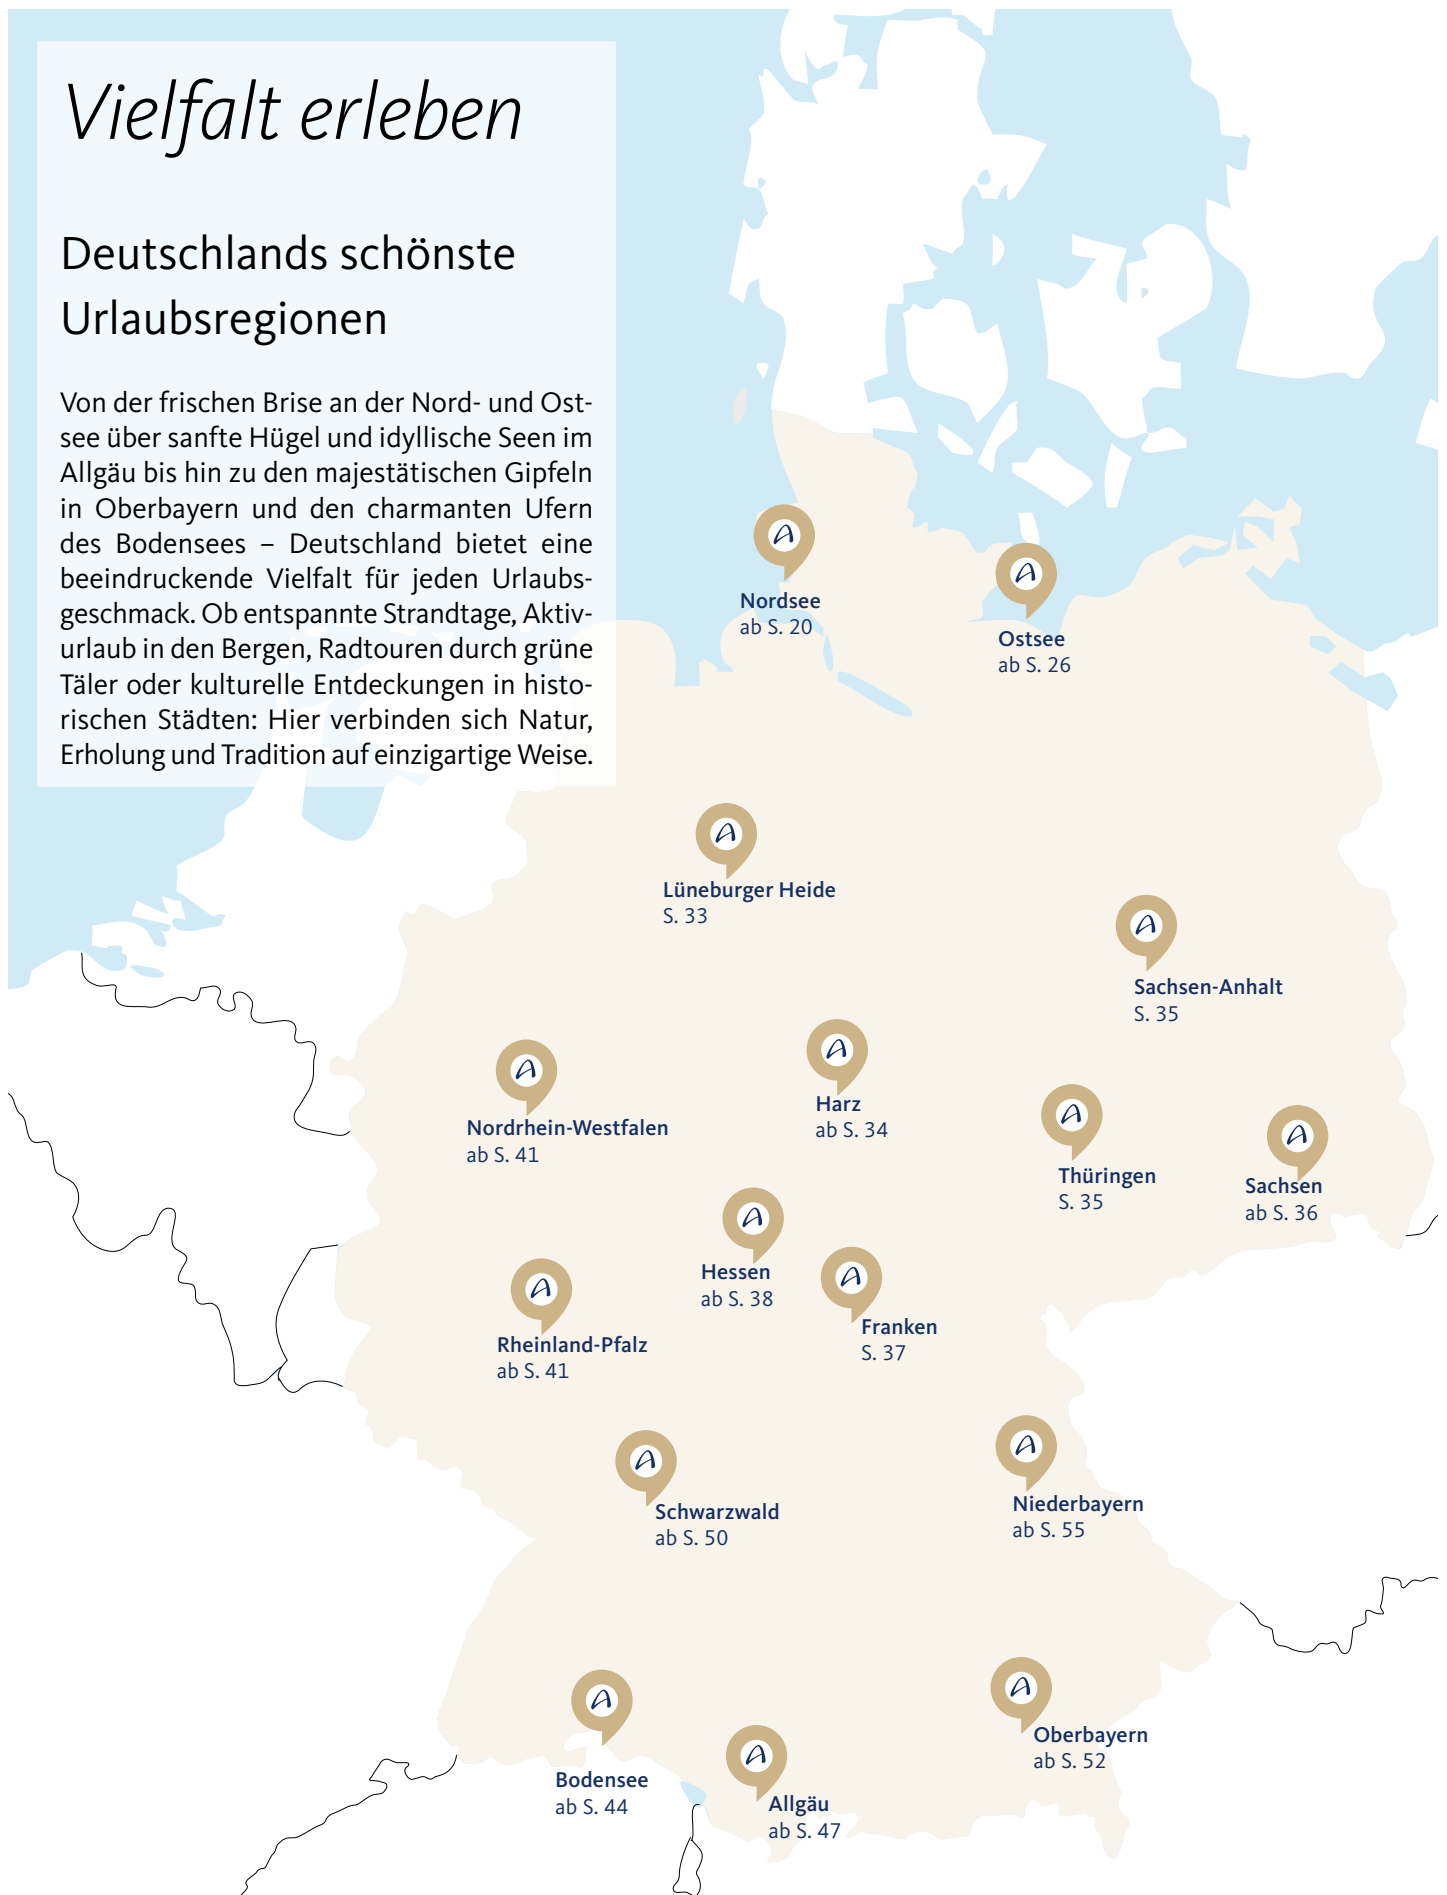 Vielfalt erleben
Deutschlands schönste
Urlaubsregionen
Von der frischen Brise an der Nord- und Ost-
see über sanfte Hügel und idyllische Seen im
Allgäu bis hin zu den majestätischen Gipfeln
in Oberbayern und den charmanten Ufern
des Bodensees – Deutschland bietet eine
beeindruckende Vielfalt für jeden Urlaubs-
geschmack. Ob entspannte Strandtage, Aktiv-
urlaub in den Bergen, Radtouren durch grüne
Täler oder kulturelle Entdeckungen in histo-
rischen Städten: Hier verbinden sich Natur,
Erholung und Tradition auf einzigartige Weise.
Nordsee
ab S. 20
Ostsee
ab S. 26
Lüneburger Heide
S. 33
Sachsen-Anhalt
S. 35
Nordrhein-Westfalen
ab S. 41
Harz
ab S. 34
Thüringen
S. 35
Sachsen
ab S. 36
Hessen
ab S. 38
Franken
S. 37
Rheinland-Pfalz
ab S. 41
Schwarzwald
ab S. 50
Niederbayern
ab S. 55
Oberbayern
ab S. 52
Bodensee
ab S. 44
Allgäu
ab S. 47